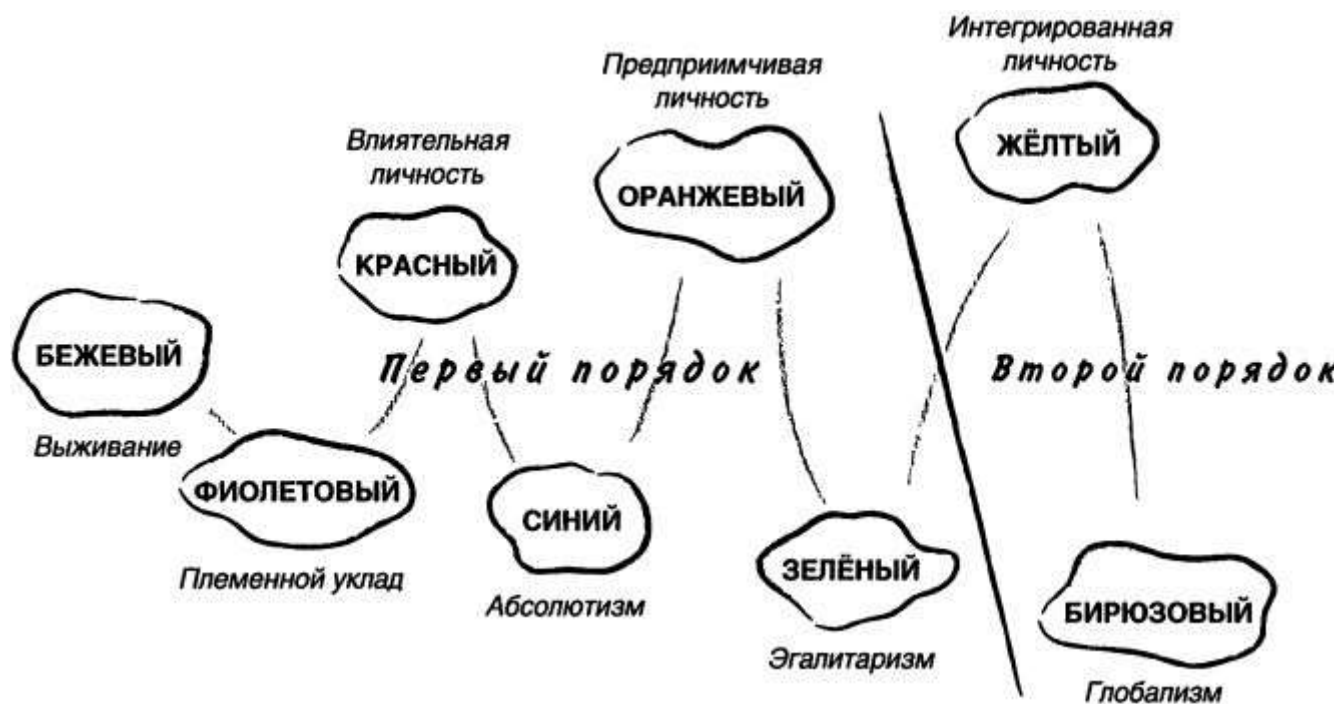 Интегрированная
личность
ЖЁЛТЫЙ
Предприимчивая
личность
ОРАНЖЕВЫЙ
Влиятельная
личность
КРАСНЫЙ
БЕЖЕВЫЙ
Выживание
Первый порядок
Второй порядок
ФИОЛЕТОВЫЙ
Племенной уклад
СИНИЙ
Абсолютизм
ЗЕЛЁНЫЙ
Эгалитаризм
БИРЮЗОВЫЙ
Глобализм